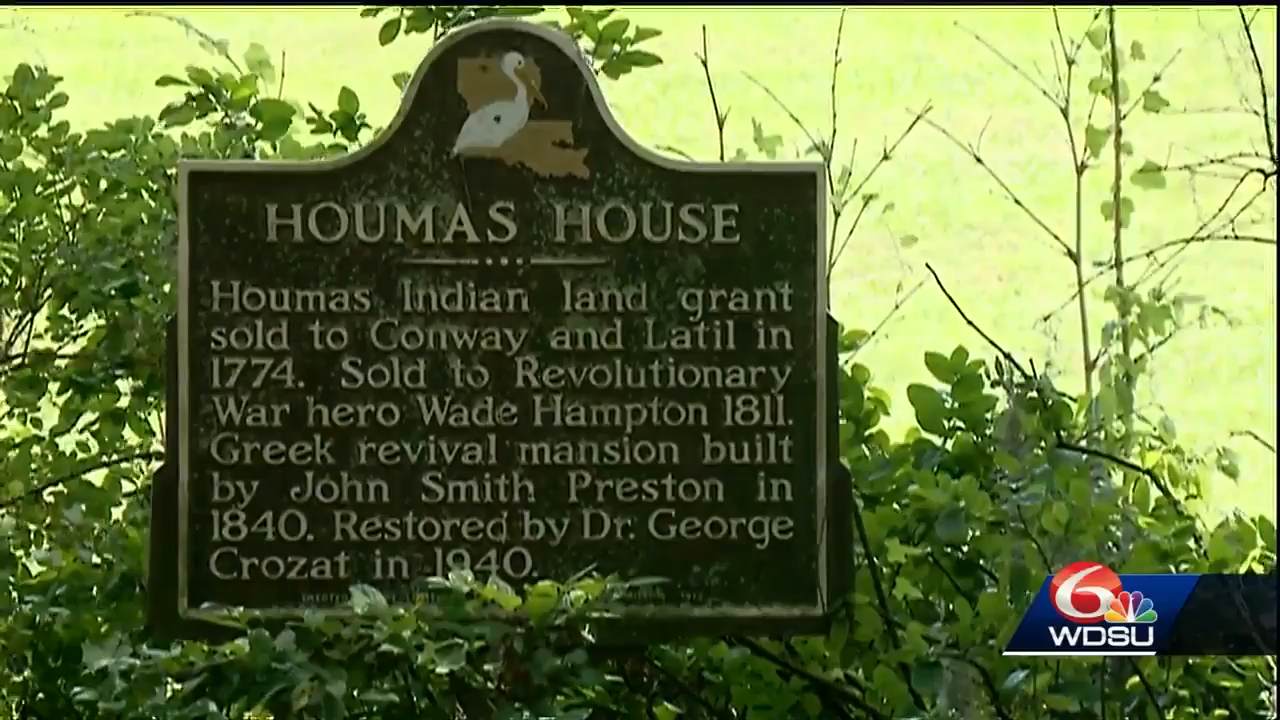 HOUMAS HOUSE
Houmas Indian land grant
sold to Conway and Latil in
1774. Sold to Revolutionary
War hero Wade Hampton 1811.
Greek revival mansion built
by John Smith Preston in
1840. Restored by Dr. George
Crozat in 1940.
6
WDSU